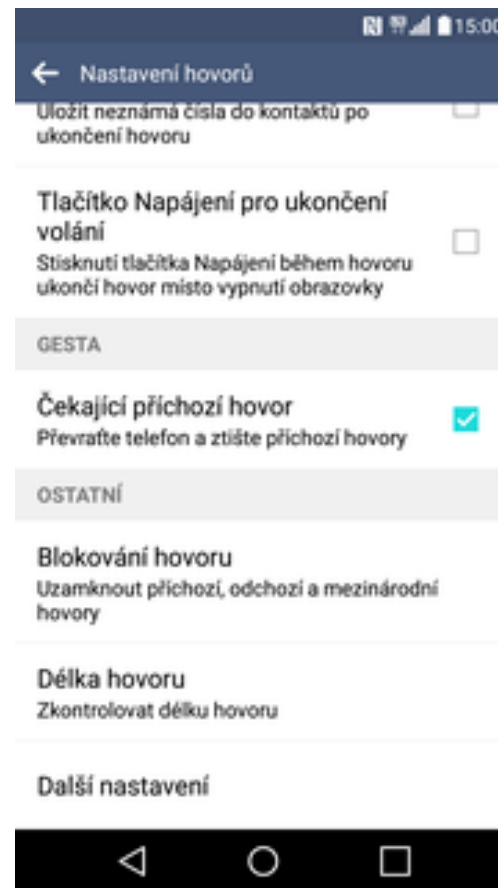 15:00
Nastavení hovorů
Uložit neznámá čísla do kontaktů po
ukončení hovoru
Tlačítko Napájení pro ukončení
volání
Stisknutí tlačítka Napájení během hovoru
ukončí hovor místo vypnutí obrazovky
GESTA
Čekající příchozí hovor
Převraťte telefon a ztište příchozí hovory
OSTATNÍ
Blokování hovoru
Uzamknout příchozí, odchozí a mezinárodní
hovory
Délka hovoru
Zkontrolovat délku hovoru
Další nastavení